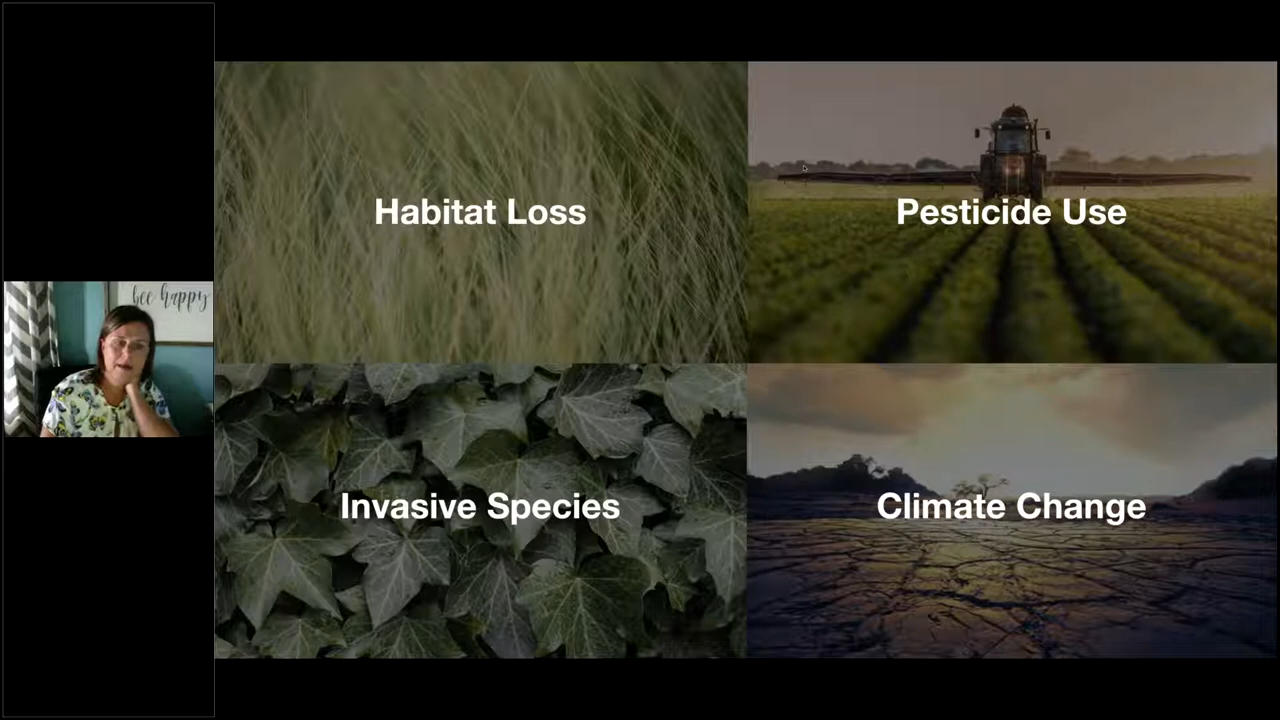 bee happy
Habitat Loss
Pesticide Use
Invasive Species
Climate Change